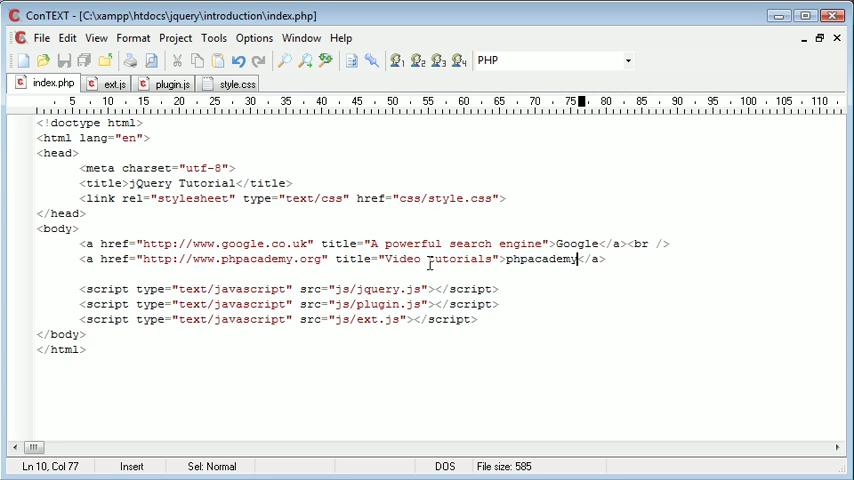 ConTEXT - [C:\xampp\htdocs\jquery\introduction\index.php]
File Edit View Format Project Tools Options Window Help
1 2 3 4 PHP
index.php ext.js plugin.js style.css
5 10 15 20 25 30 35 40 45 50 55 60 65 70 75 80 85 90 95 100 105 110
<!doctype html>
<html lang="en">
<head>
<meta charset="utf-8">
<title>jQuery Tutorial</title>
<link rel="stylesheet" type="text/css" href="css/style.css">
</head>
<body>
<a href="http://www.google.co.uk" title="A powerful search engine">Google</a><br />
<a href="http://www.phpacademy.org" title="Video tutorials">phpacademy</a>
<script type="text/javascript" src="js/jquery.js"></script>
<script type="text/javascript" src="js/plugin.js"></script>
<script type="text/javascript" src="js/ext.js"></script>
</body>
</html>
Ln 10, Col 77 Insert Sel: Normal DOS File size: 585